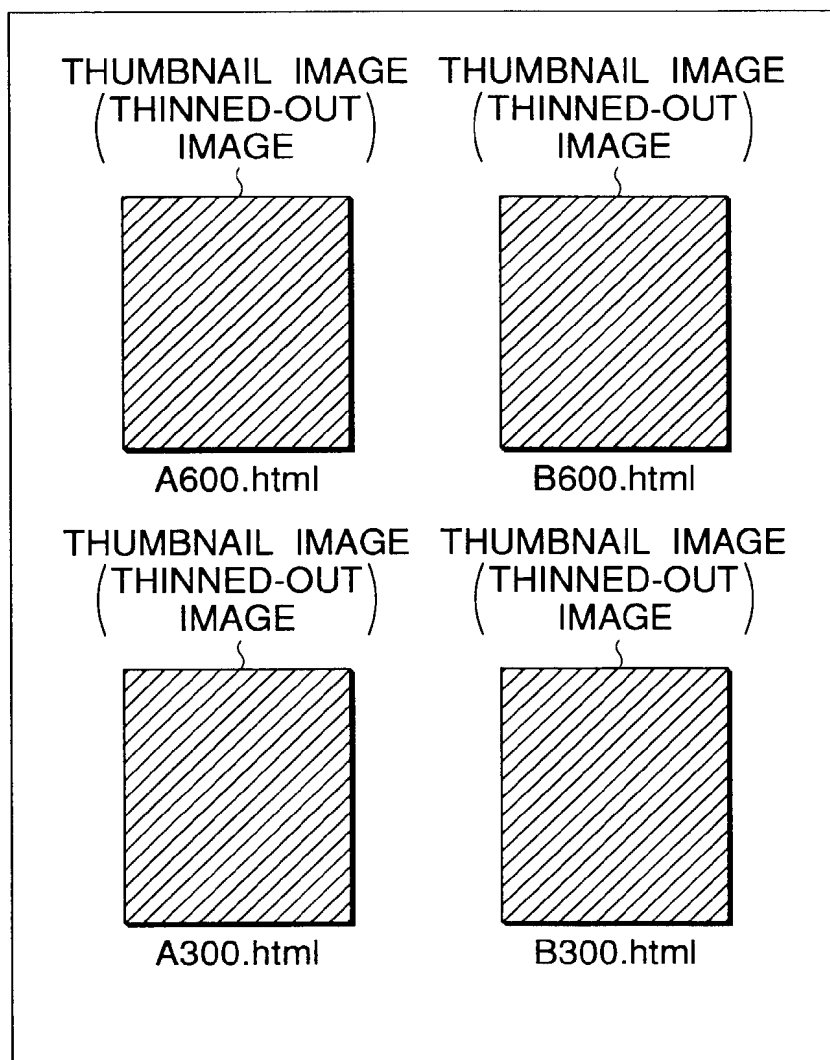 THUMBNAIL IMAGE
(THINNED-OUT
IMAGE)
THUMBNAIL IMAGE
(THINNED-OUT
IMAGE)
A600.html
B600.html
THUMBNAIL IMAGE
(THINNED-OUT
IMAGE)
THUMBNAIL IMAGE
(THINNED-OUT
IMAGE)
A300.html
B300.html